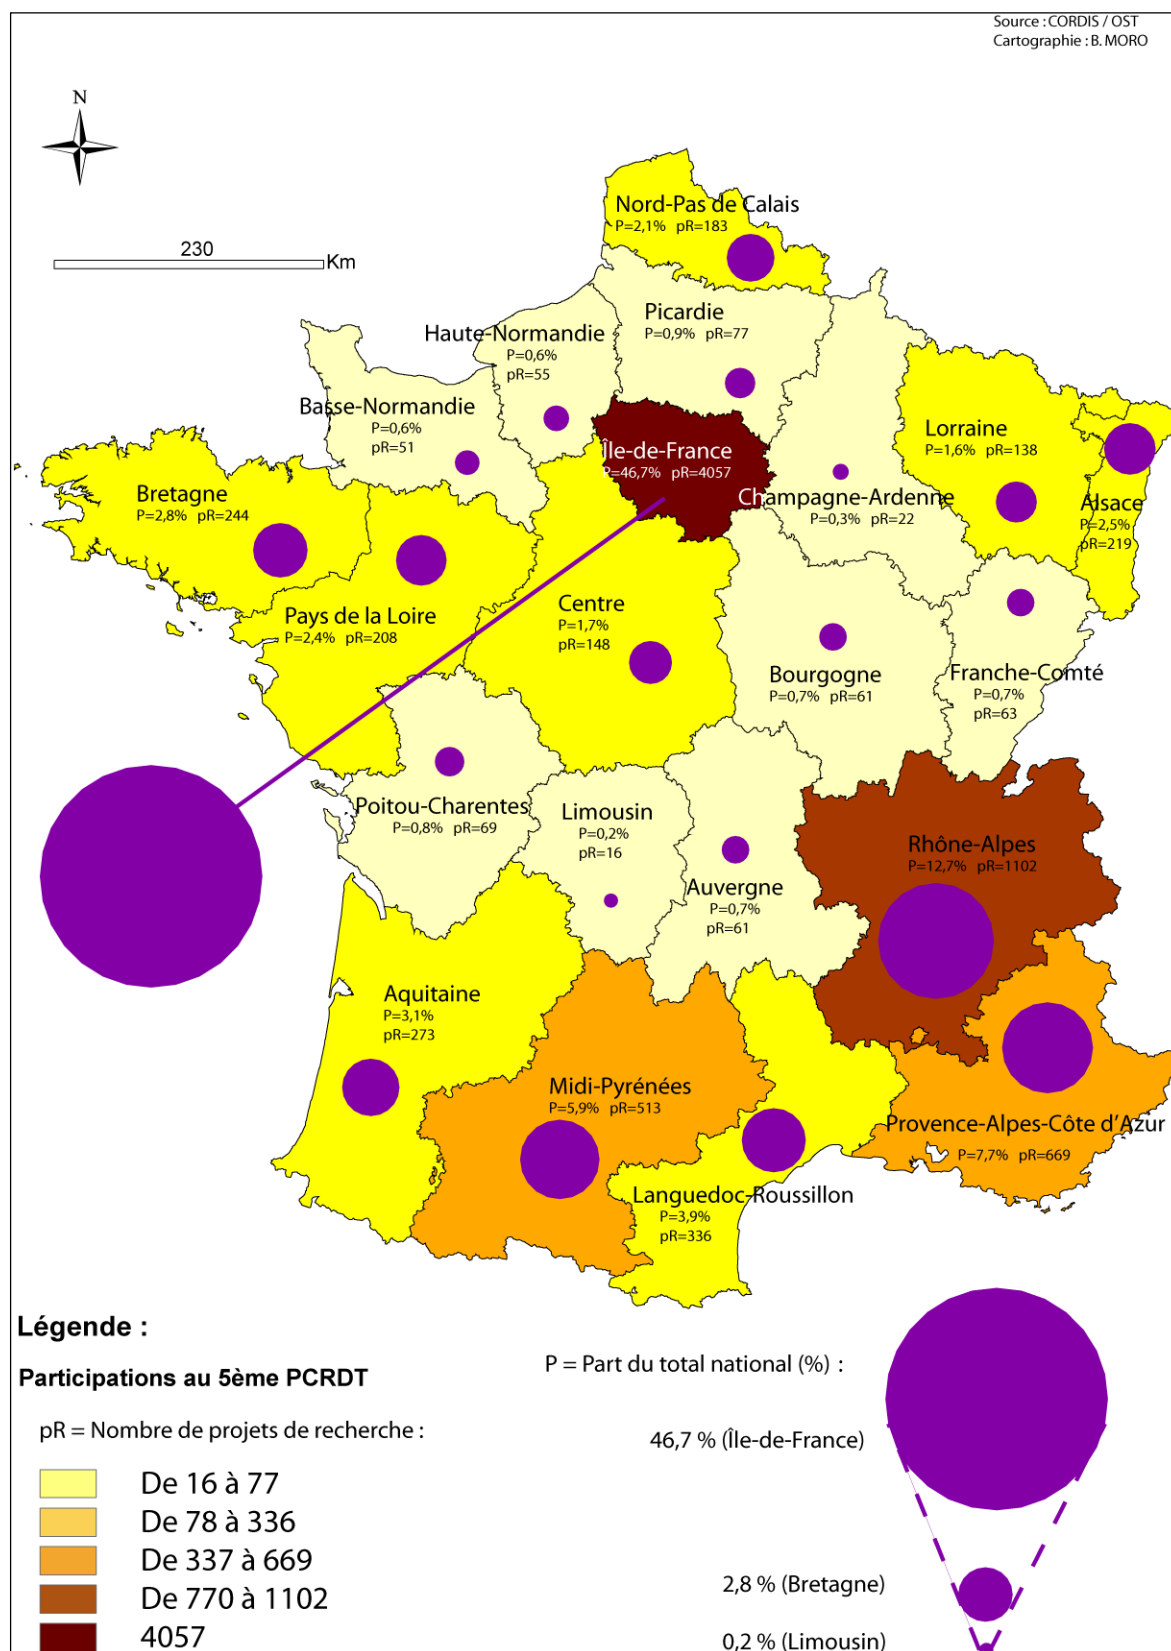 Source : CORDIS / OST
Cartographie : B. MORO
N
230
Km
Nord-Pas de Calais
P=2,1% pR=183
Picardie
P=0,9% pR=77
Haute-Normandie
P=0,6%
pR=55
Basse-Normandie
P=0,6%
pR=51
Île-de-France
P=46,7% pR=4057
Lorraine
P=1,6% pR=138
Champagne-Ardenne
P=0,3% pR=22
Alsace
P=2,5%
pR=219
Bretagne
P=2,8% pR=244
Pays de la Loire
P=2,4% pR=208
Centre
P=1,7%
pR=148
Bourgogne
P=0,7% pR=61
Franche-Comté
P=0,7%
pR=63
Poitou-Charentes
P=0,8% pR=69
Limousin
P=0,2%
pR=16
Auvergne
P=0,7%
pR=61
Rhône-Alpes
P=12,7% pR=1102
Aquitaine
P=3,1%
pR=273
Midi-Pyrénées
P=5,9% pR=513
Provence-Alpes-Côte d'Azur
P=7,7% pR=669
Languedoc-Roussillon
P=3,9%
pR=336
Légende :
Participations au 5ème PCRDT
pR = Nombre de projets de recherche :
De 16 à 77
De 78 à 336
De 337 à 669
De 770 à 1102
4057
P = Part du total national (%) :
46,7 % (Île-de-France)
2,8 % (Bretagne)
0,2 % (Limousin)